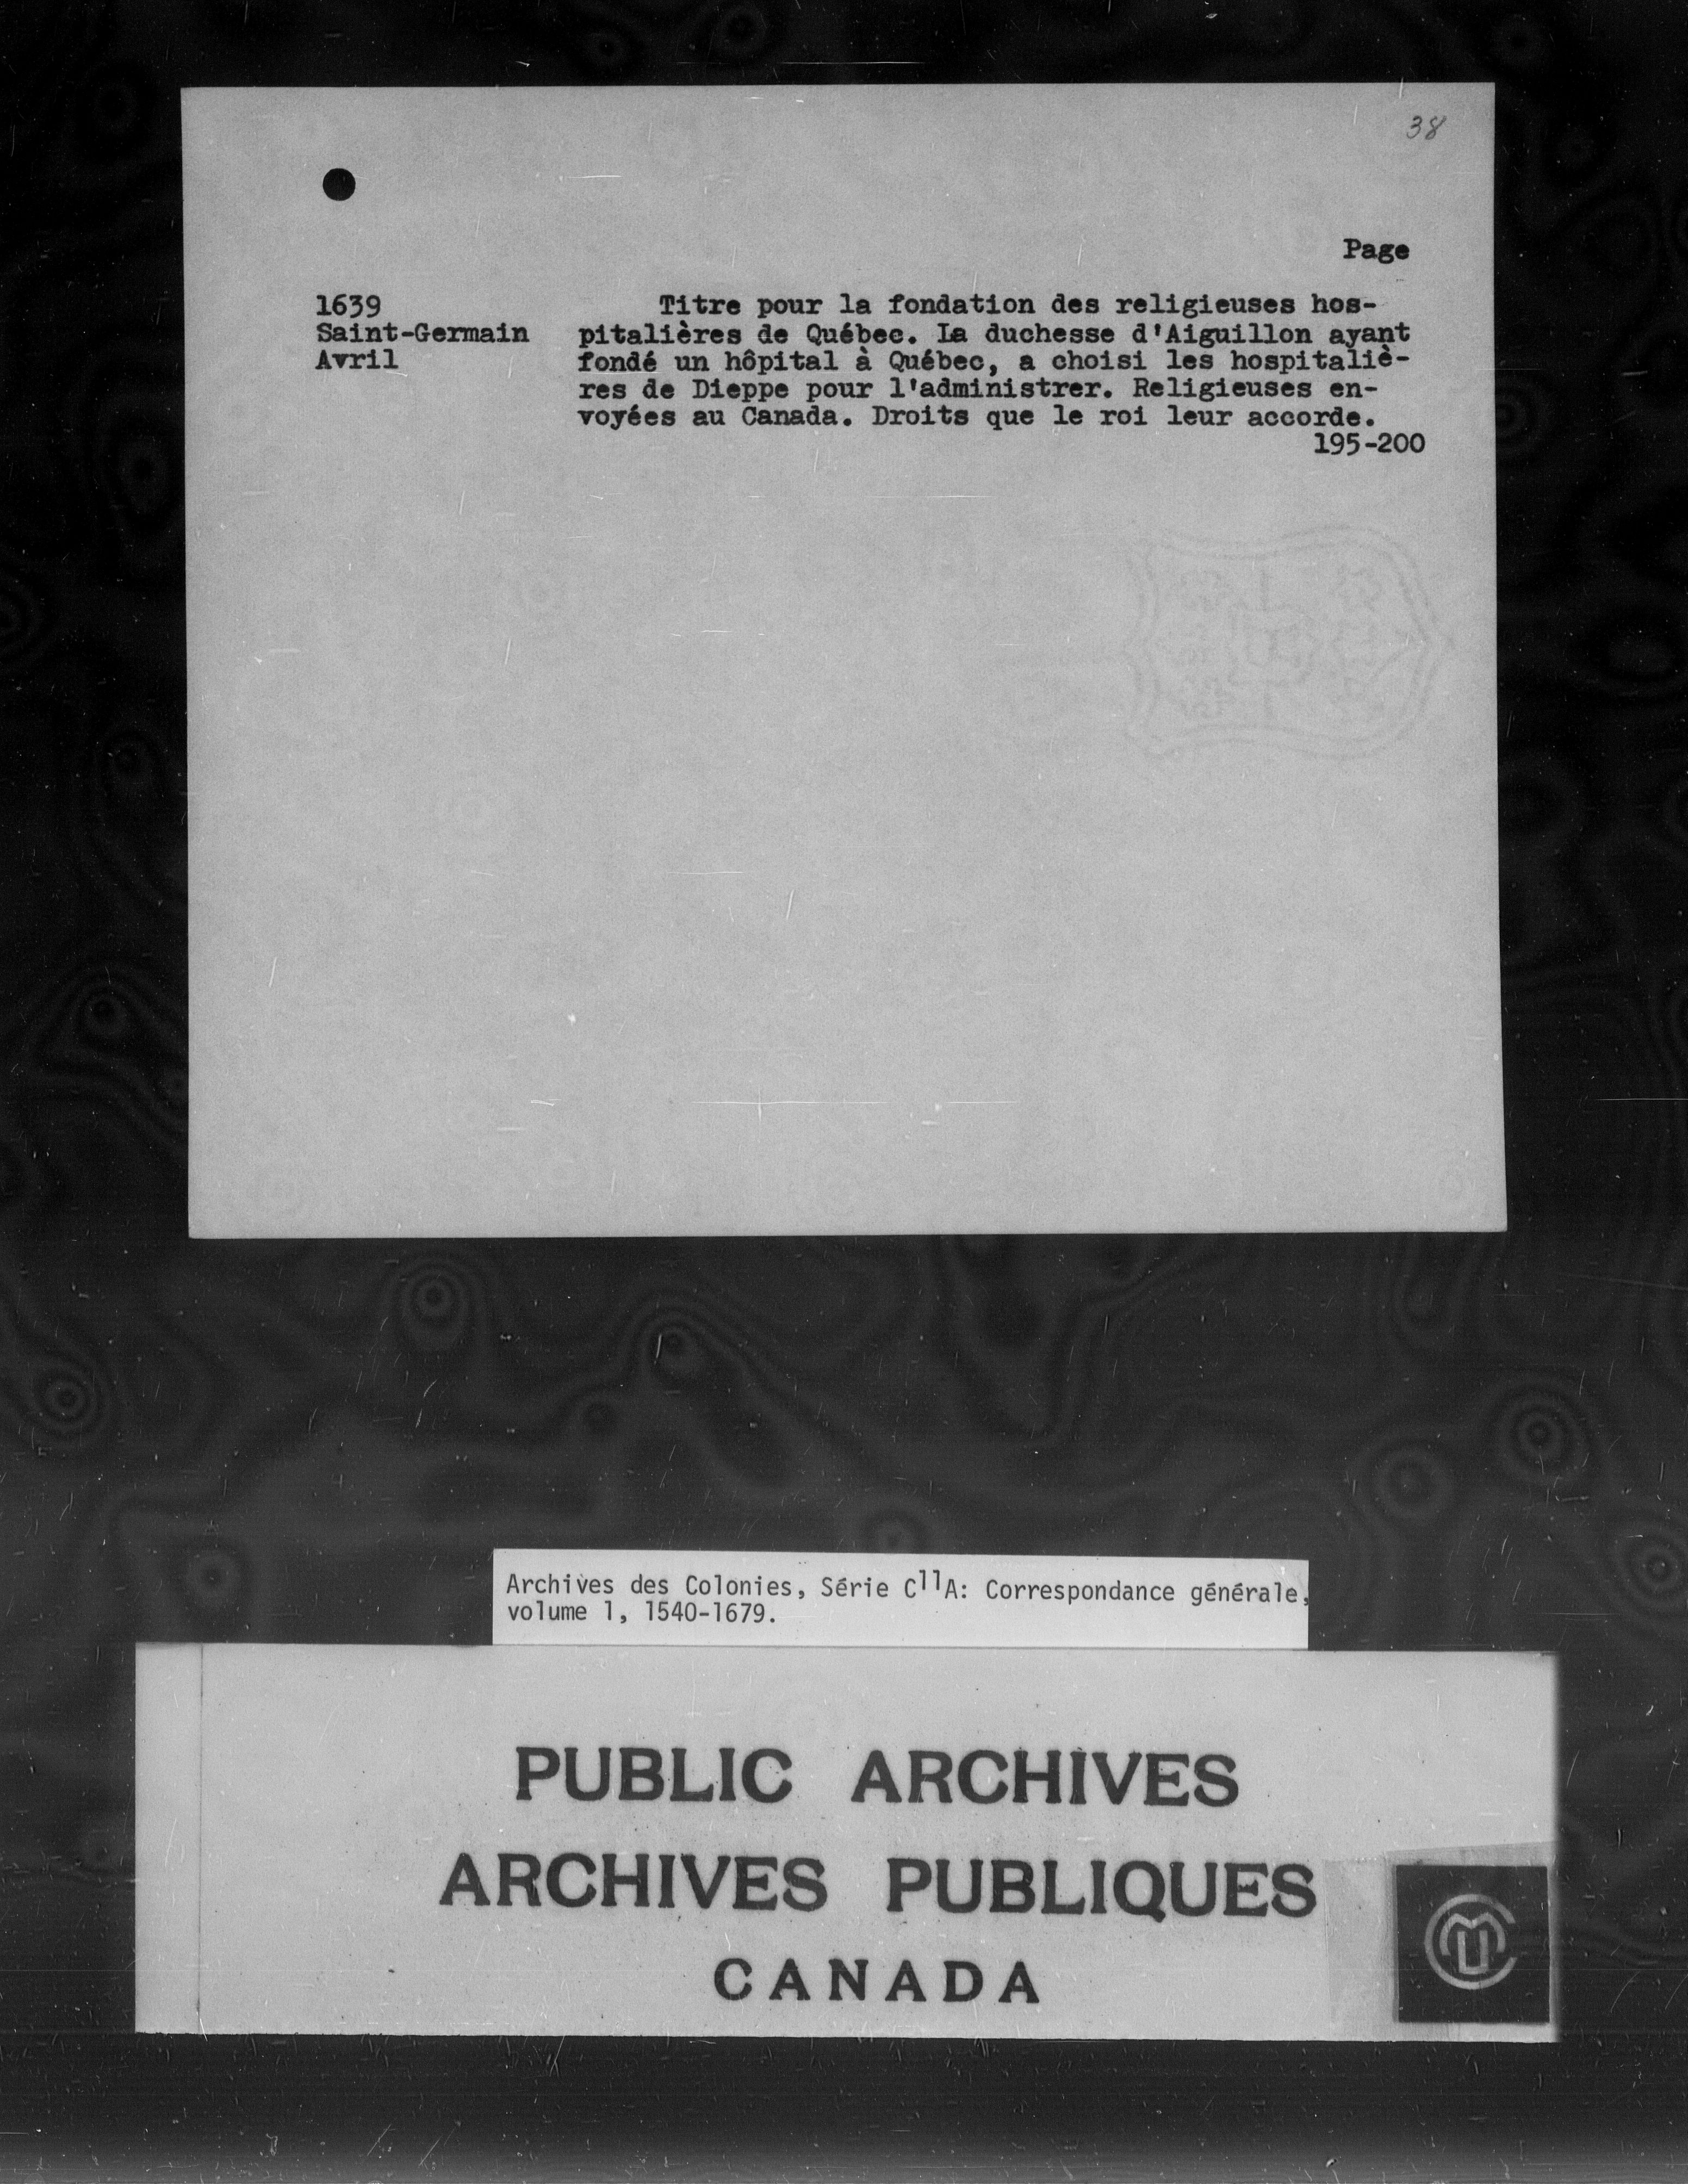 38
Page
1639
Saint-Germain
Avril
Titre pour la fondation des religieuses hos-
pitalières de Québec. La duchesse d'Aiguillon ayant
fondé un hôpital à Québec, a choisi les hospitaliè-
res de Dieppe pour l'administrer. Religieuses en-
voyées au Canada. Droits que le roi leur accorde.
195-200
Archives des Colonies, Série C11A: Correspondance générale,
volume 1, 1540-1679.
PUBLIC ARCHIVES
ARCHIVES PUBLIQUES
CANADA